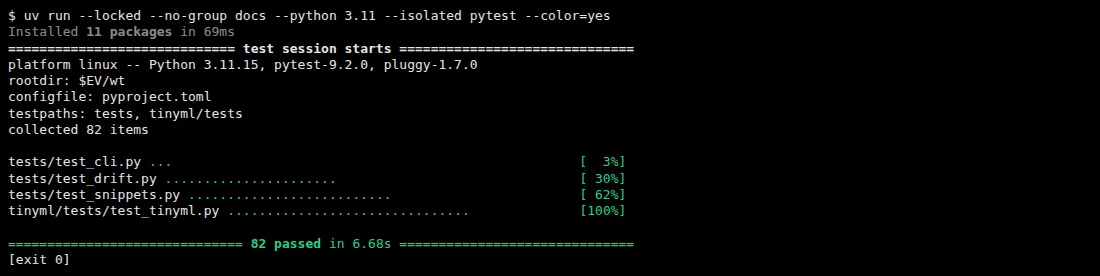 $ uv run --locked --no-group docs --python 3.11 --isolated pytest --color=yes
Installed 11 packages in 69ms
============================= test session starts ==============================
platform linux -- Python 3.11.15, pytest-9.2.0, pluggy-1.7.0
rootdir: $EV/wt
configfile: pyproject.toml
testpaths: tests, tinyml/tests
collected 82 items

tests/test_cli.py ...                                                    [  3%]
tests/test_drift.py ......................                               [ 30%]
tests/test_snippets.py ..........................                        [ 62%]
tinyml/tests/test_tinyml.py ...............................              [100%]

============================== 82 passed in 6.68s ==============================
[exit 0]